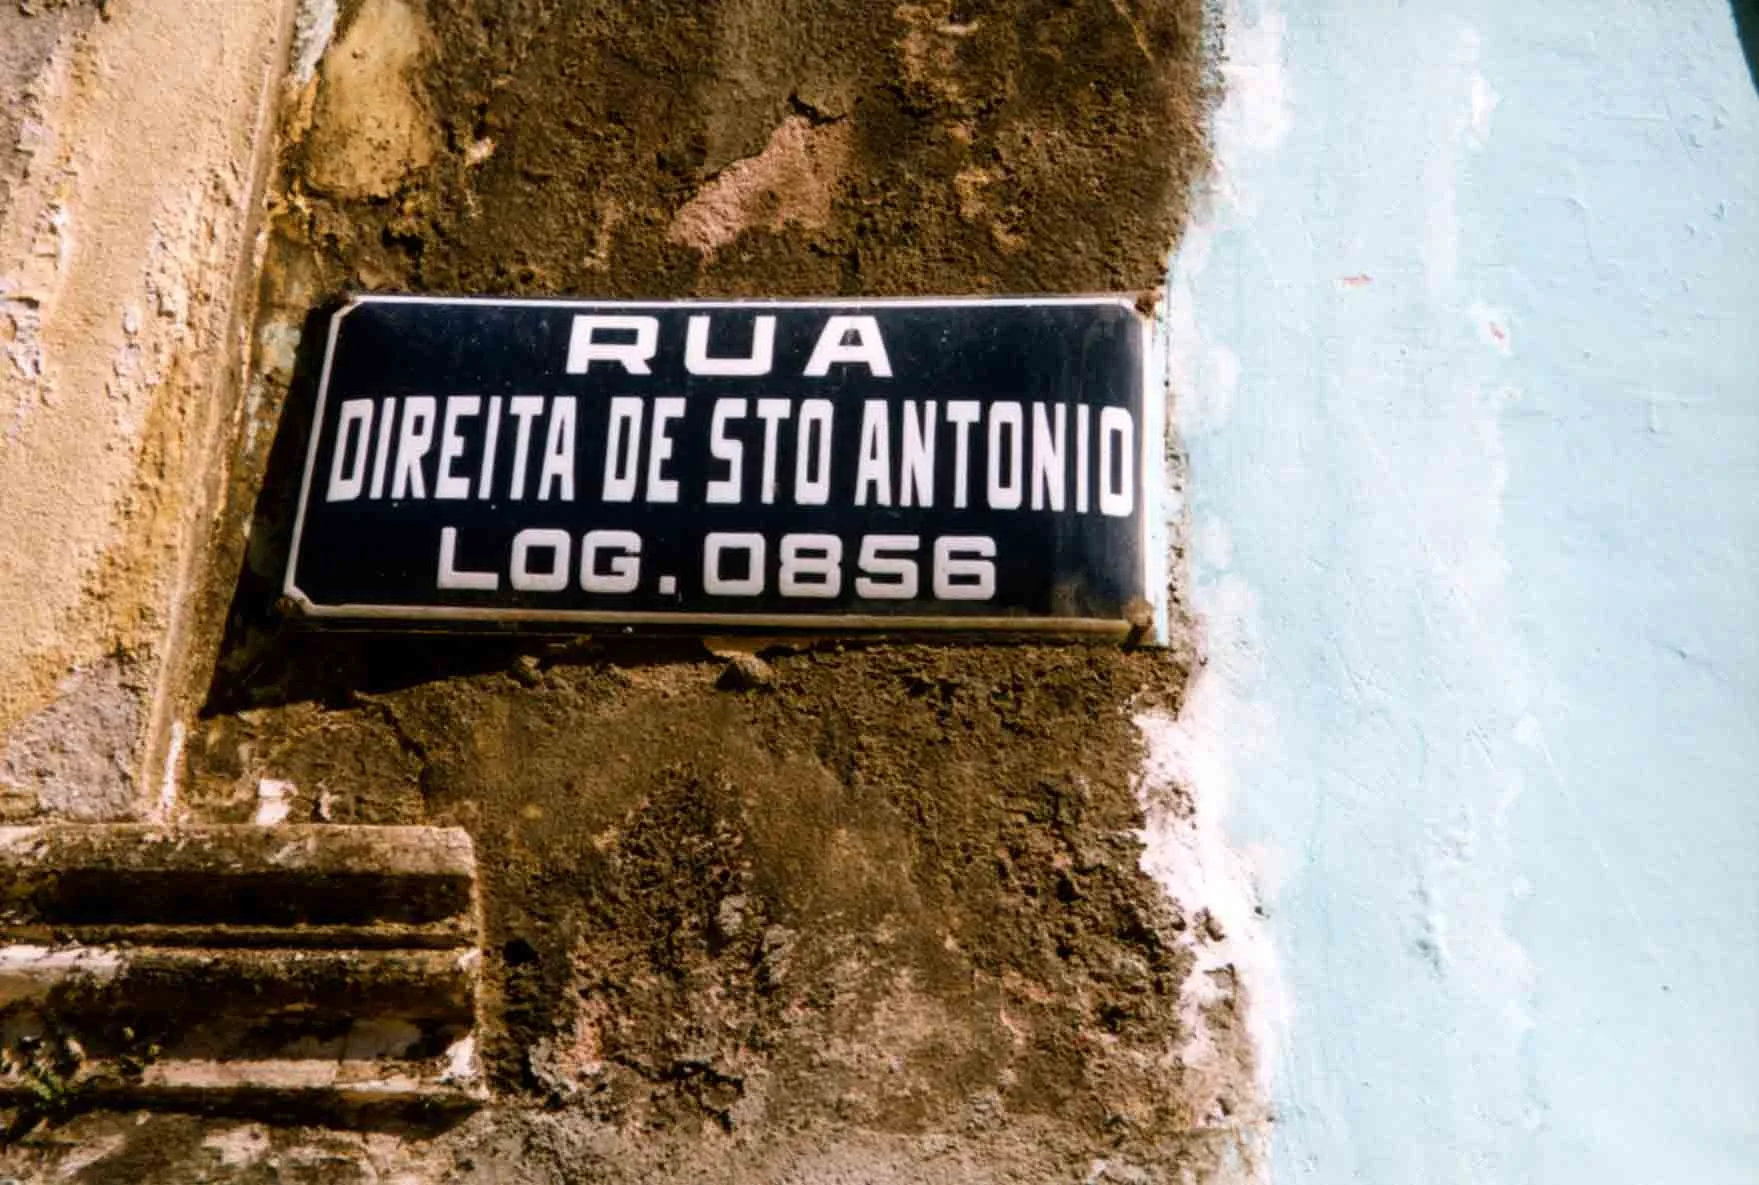 RUA
DIREITA DE STO ANTONIO
LOG.0856